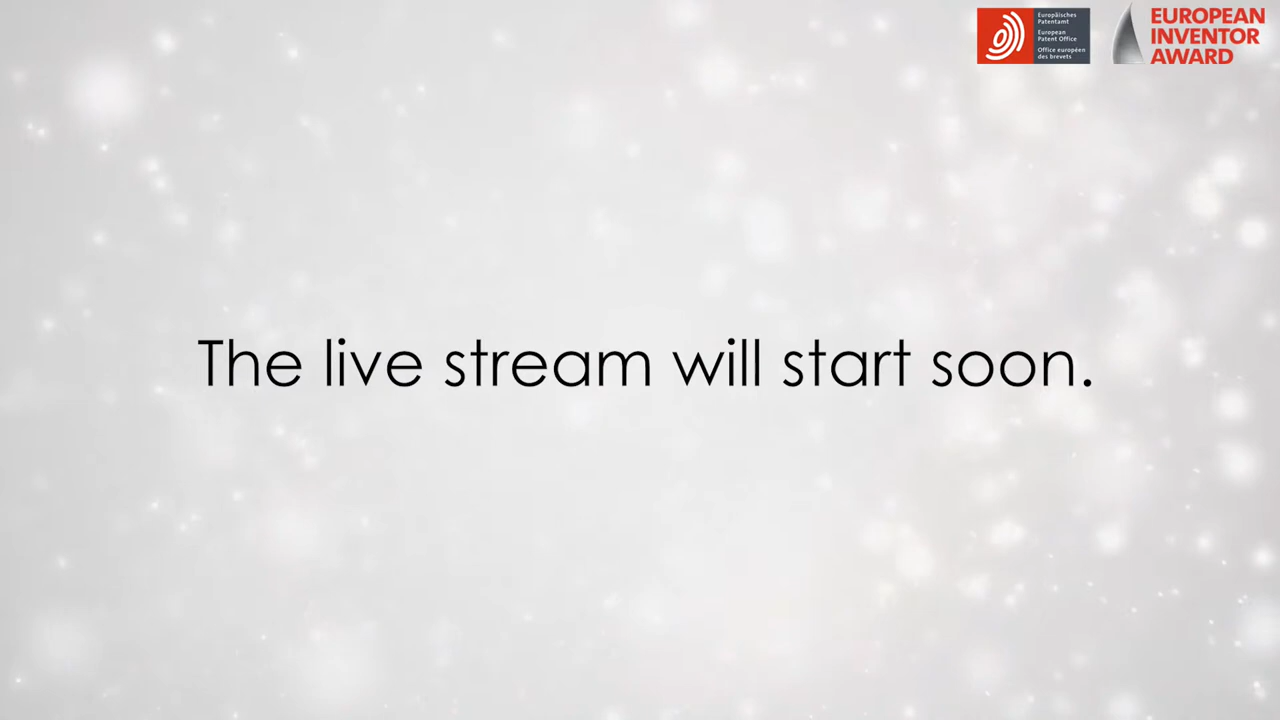 Europäisches
Patentamt
European
Patent Office
Office européen
des brevets
EUROPEAN
INVENTOR
AWARD
The live stream will start soon.